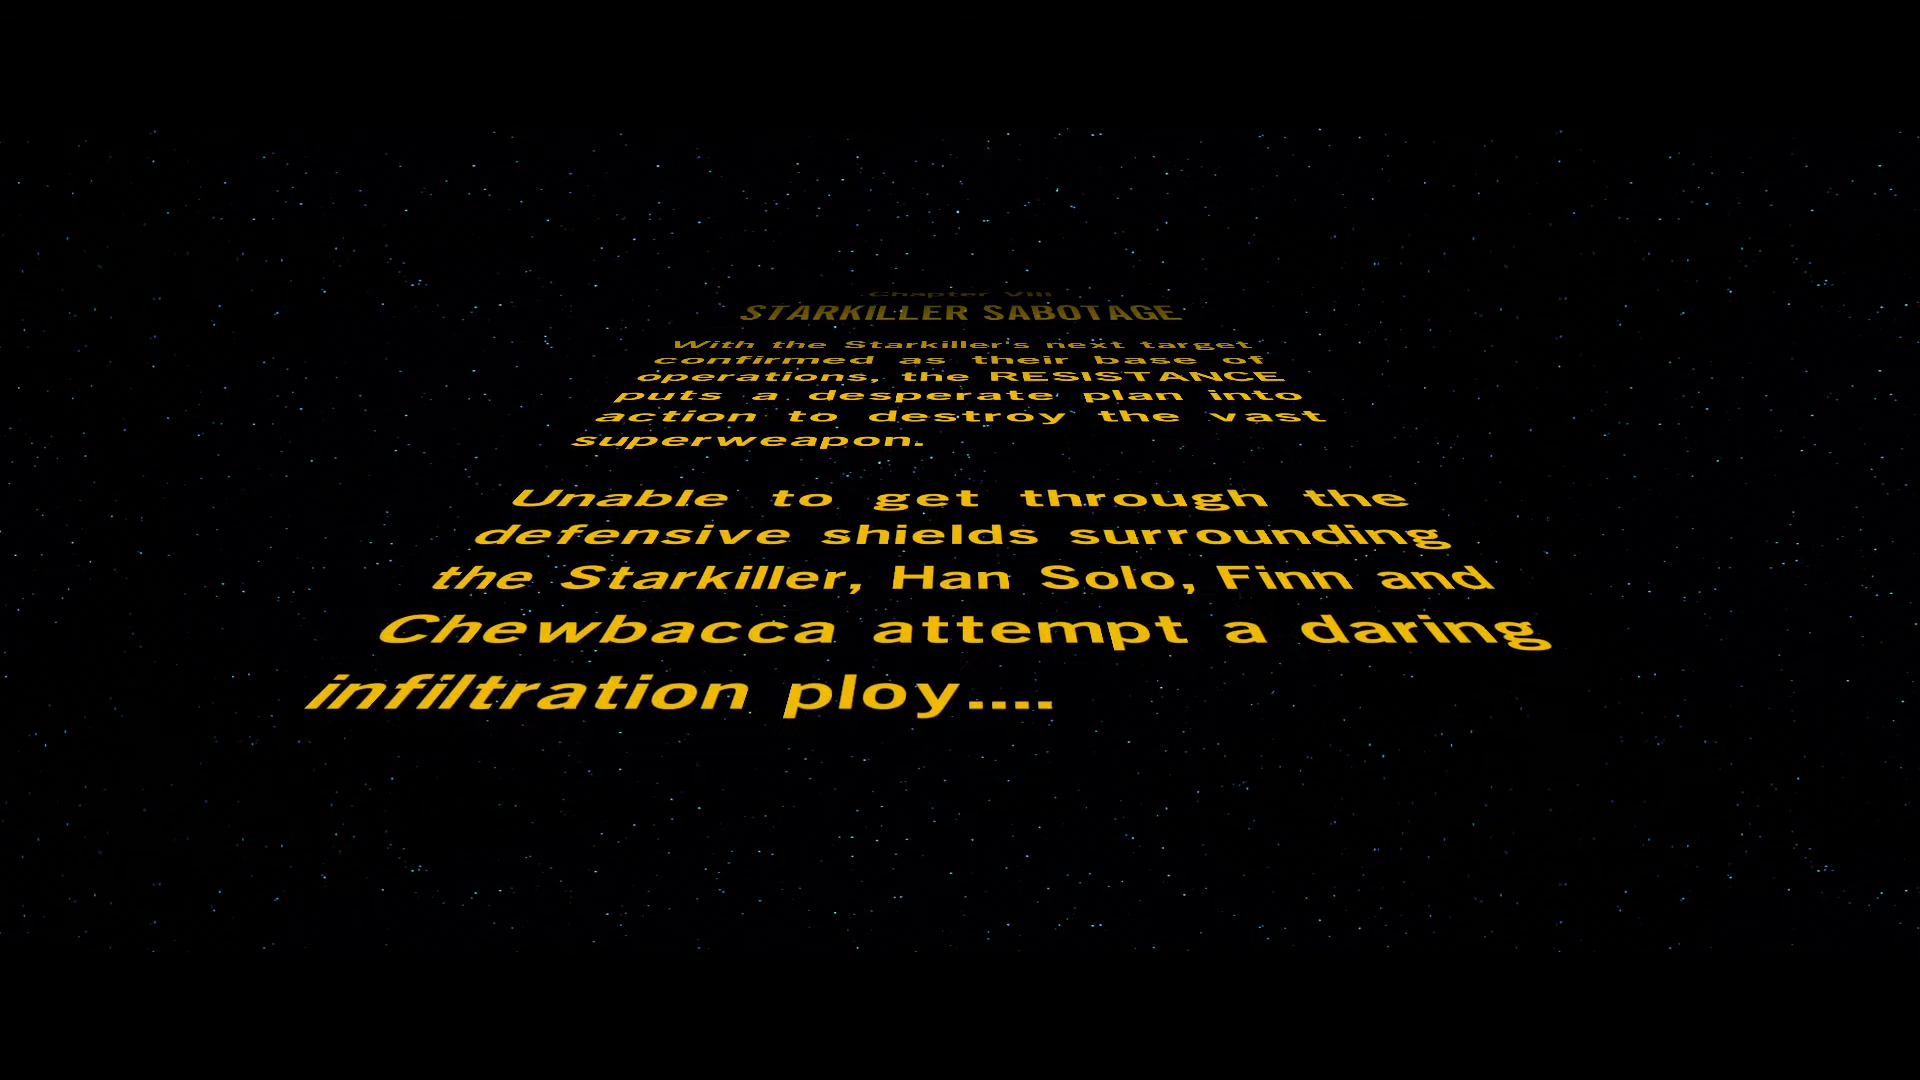 Chapter VIII
STARKILLER SABOTAGE
With the Starkiller's next target
confirmed as their base of
operations, the RESISTANCE
puts a desperate plan into
action to destroy the vast
superweapon.
Unable to get through the
defensive shields surrounding
the Starkiller, Han Solo, Finn and
Chewbacca attempt a daring
infiltration ploy....